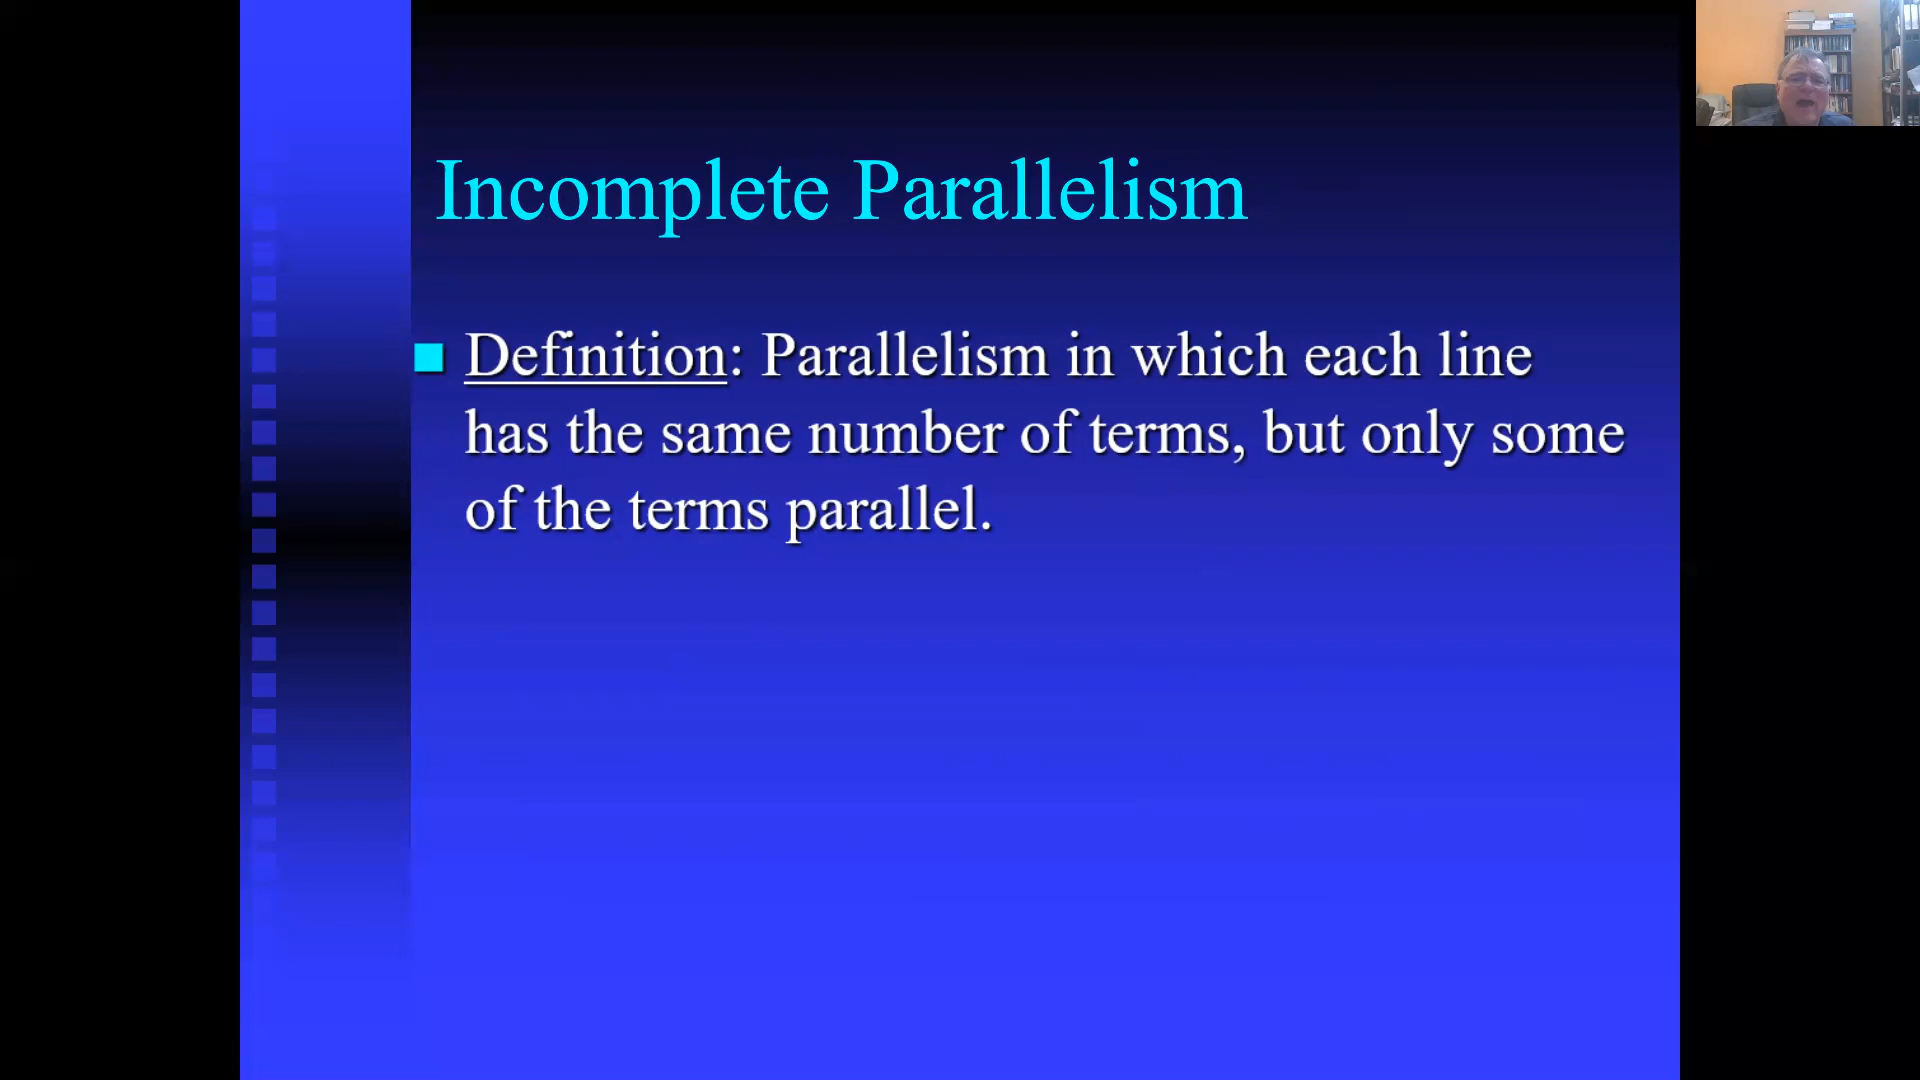 Incomplete Parallelism
Definition: Parallelism in which each line
has the same number of terms, but only some
of the terms parallel.